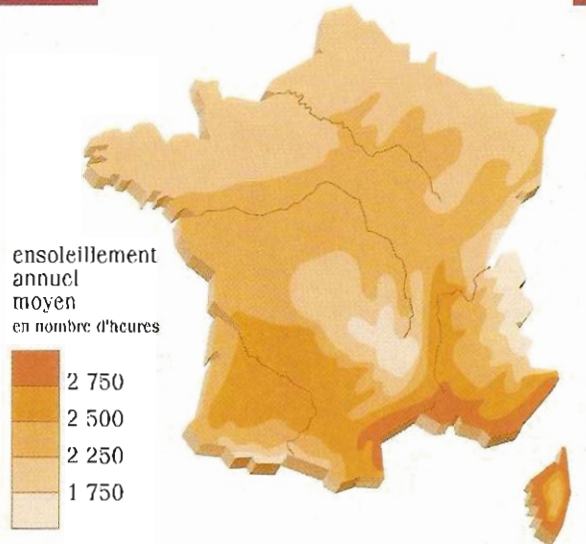 ensoleillement
annuel
moyen
en nombre d'heures
2 750
2 500
2 250
1 750